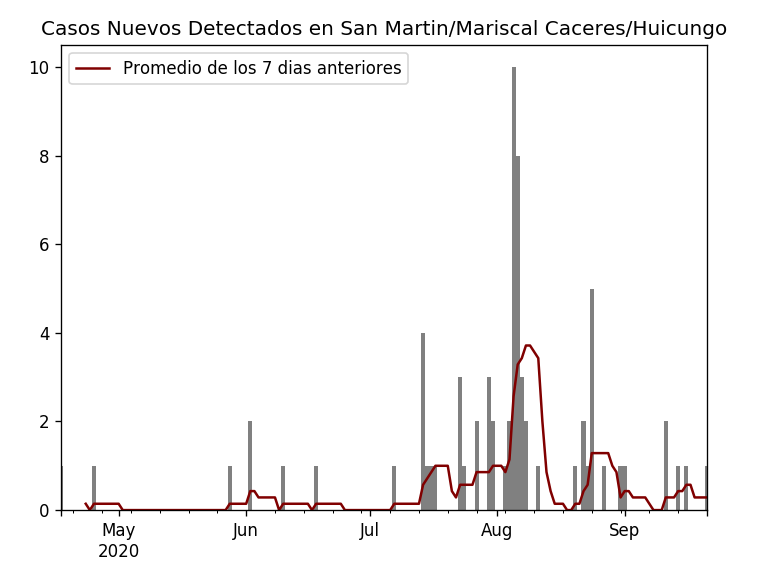 Casos Nuevos Detectados en San Martin/Mariscal Caceres/Huicungo
Promedio de los 7 dias anteriores
10
8
6
4
2
0
May
2020
Jun
Jul
Aug
Sep